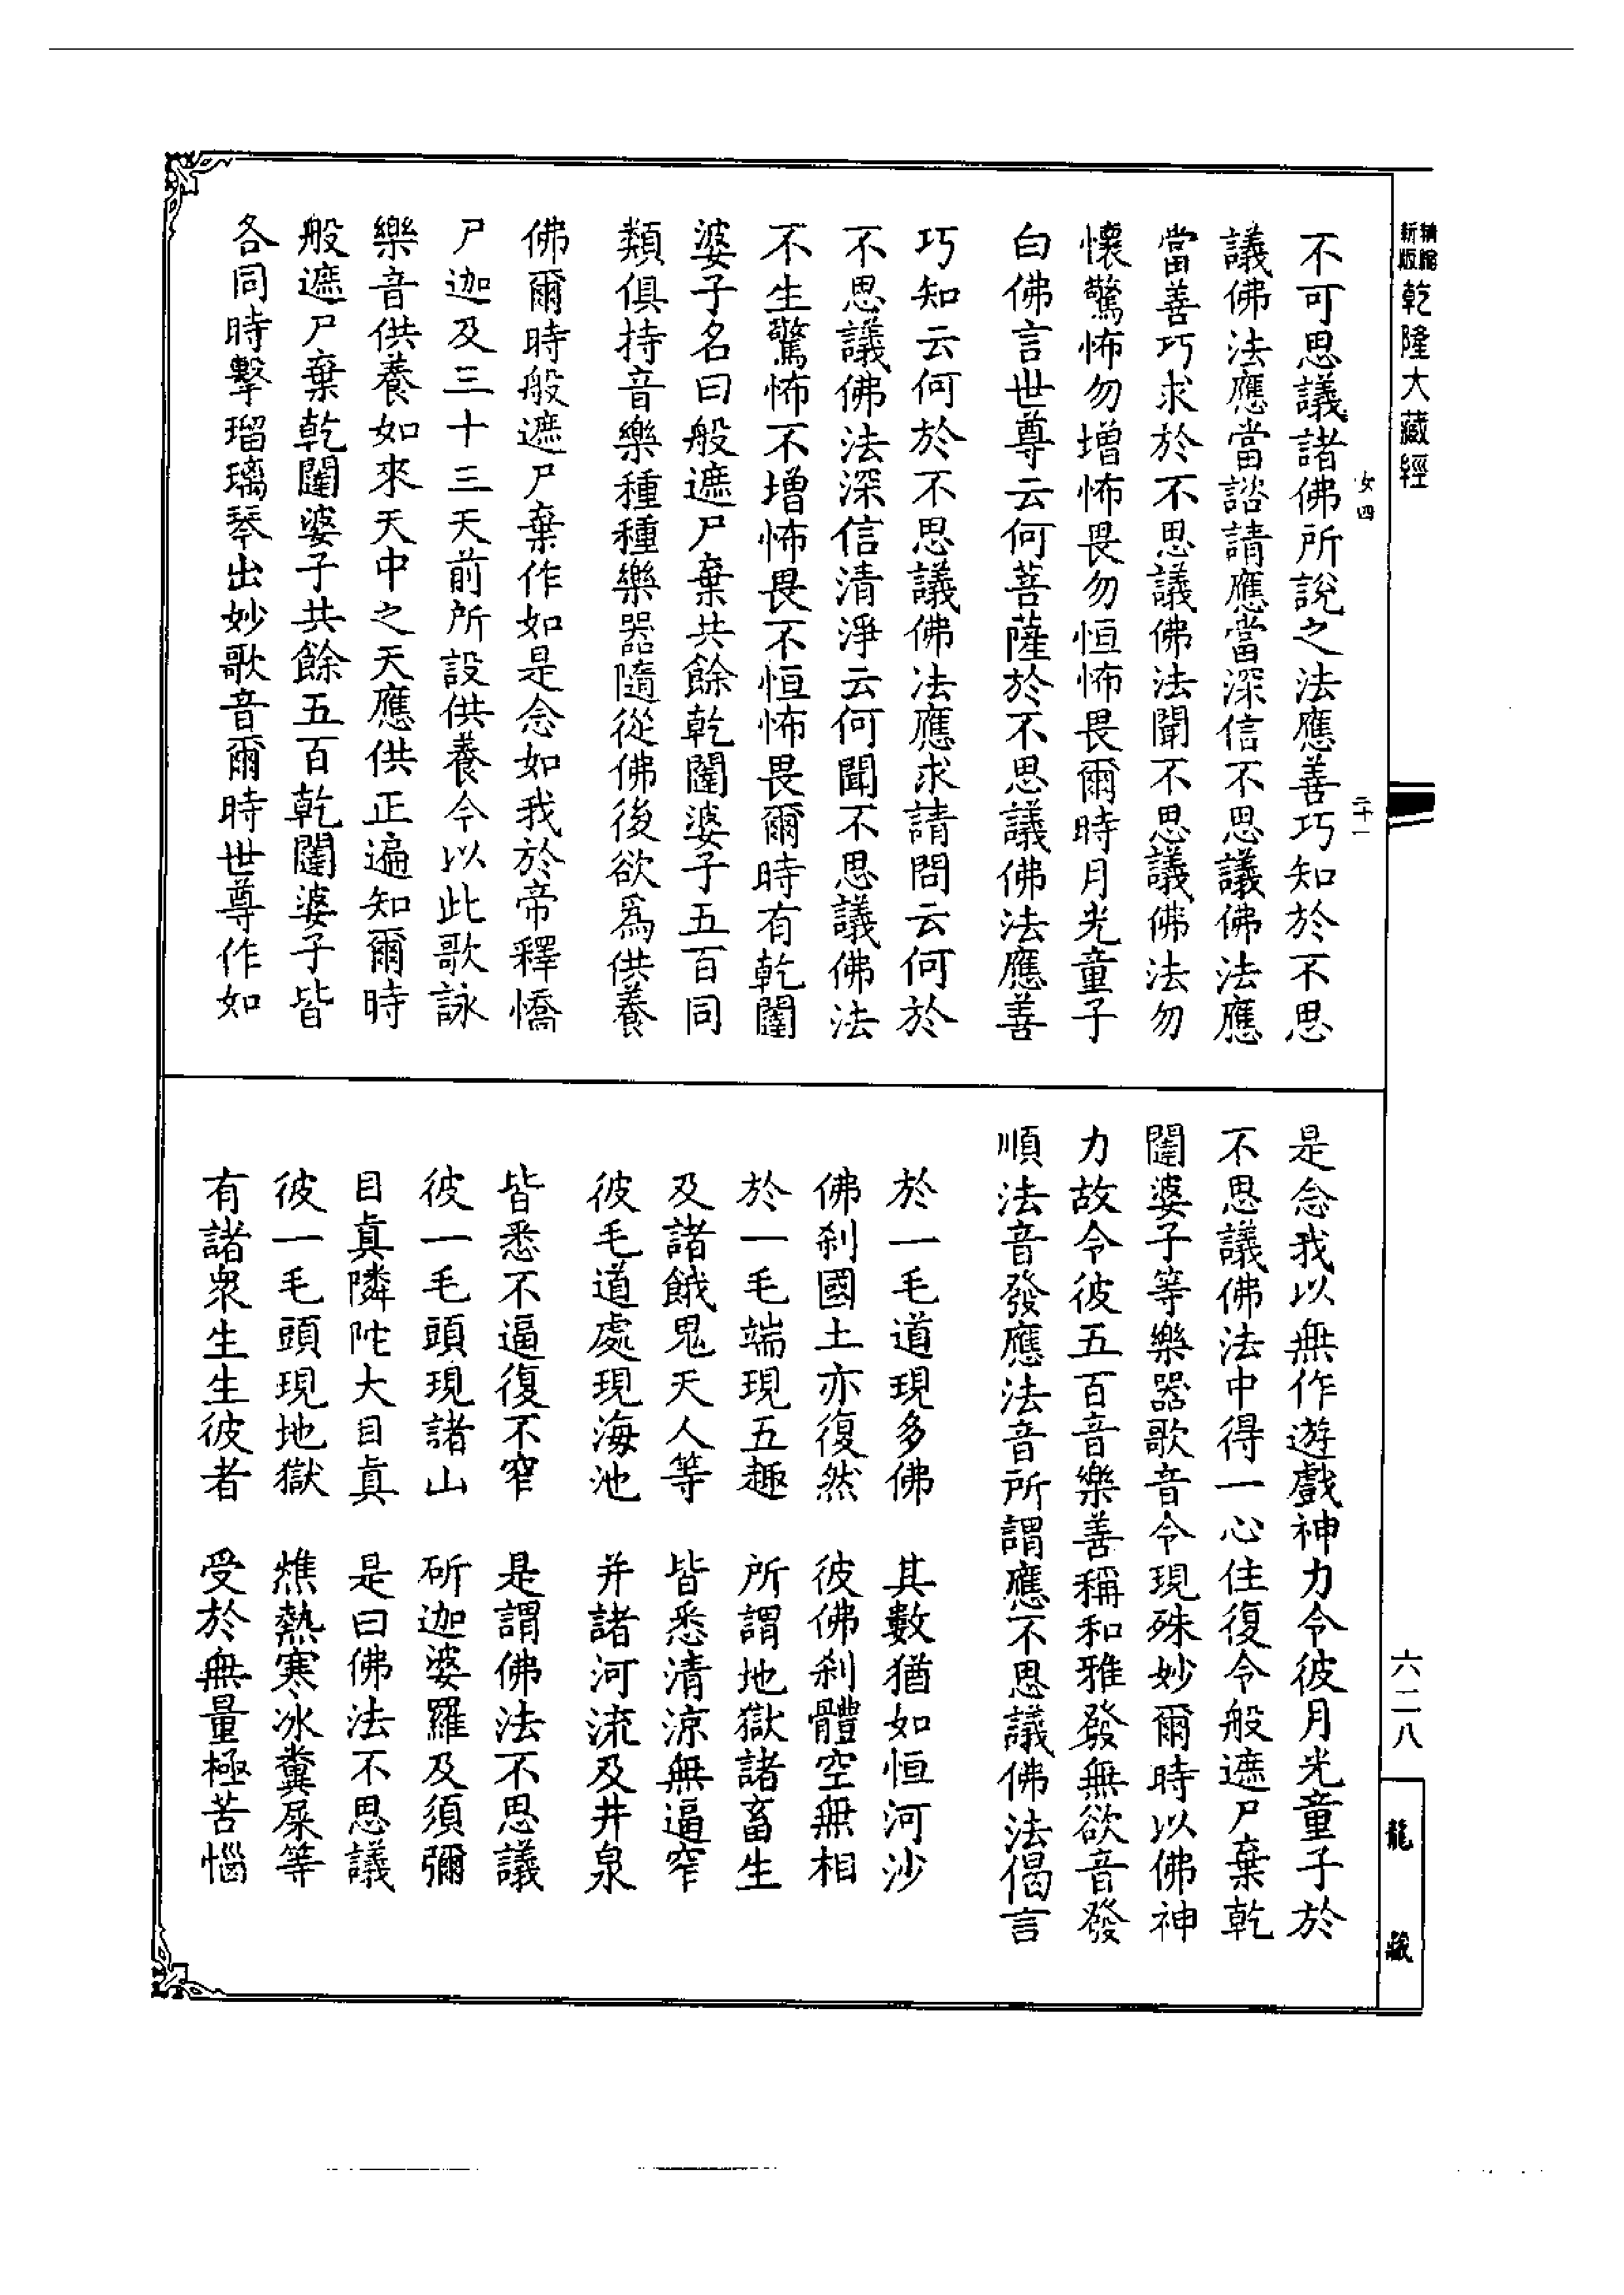 精縮新版乾隆大藏經
女四
二十一
不可思議諸佛所說之法應善巧知於不思
議佛法應當諮請應當深信不思議佛法應
當善巧求於不思議佛法聞不思議佛法勿
懷驚怖勿增怖畏勿恒怖畏爾時月光童子
白佛言世尊云何菩薩於不思議佛法應善
巧知云何於不思議佛法應求請問云何於
不思議佛法深信清淨云何聞不思議佛法
不生驚怖不增怖畏不恒怖畏爾時有乾闥
婆子名曰般遮尸棄共餘乾闥婆子五百同
類俱持音樂種種樂器隨從佛後欲爲供養
佛爾時般遮尸棄作如是念如我於帝釋憍
尸迦及三十三天前所設供養今以此歌詠
樂音供養如來天中之天應供正遍知爾時
般遮尸棄乾闥婆子共餘五百乾闥婆子皆
各同時擊瑠璃琴出妙歌音爾時世尊作如
是念我以無作遊戲神力令彼月光童子於
不思議佛法中得一心住復令般遮尸棄乾
闥婆子等樂器歌音令現殊妙爾時以佛神
力故令彼五百音樂善稱和雅發無欲音發
順法音發應法音所謂應不思議佛法偈言
於一毛道現多佛　其數猶如恒河沙
佛刹國土亦復然　彼佛刹體空無相
於一毛端現五趣　所謂地獄諸畜生
及諸餓鬼天人等　皆悉清涼無逼窄
彼毛道處現海池　并諸河流及井泉
皆悉不逼復不窄　是謂佛法不思議
彼一毛頭現諸山　斫迦婆羅及須彌
目真隣陀大目真　是曰佛法不思議
彼一毛頭現地獄　燋熱寒冰糞屎等
有諸衆生生彼者　受於無量極苦惱
六二八
龍藏